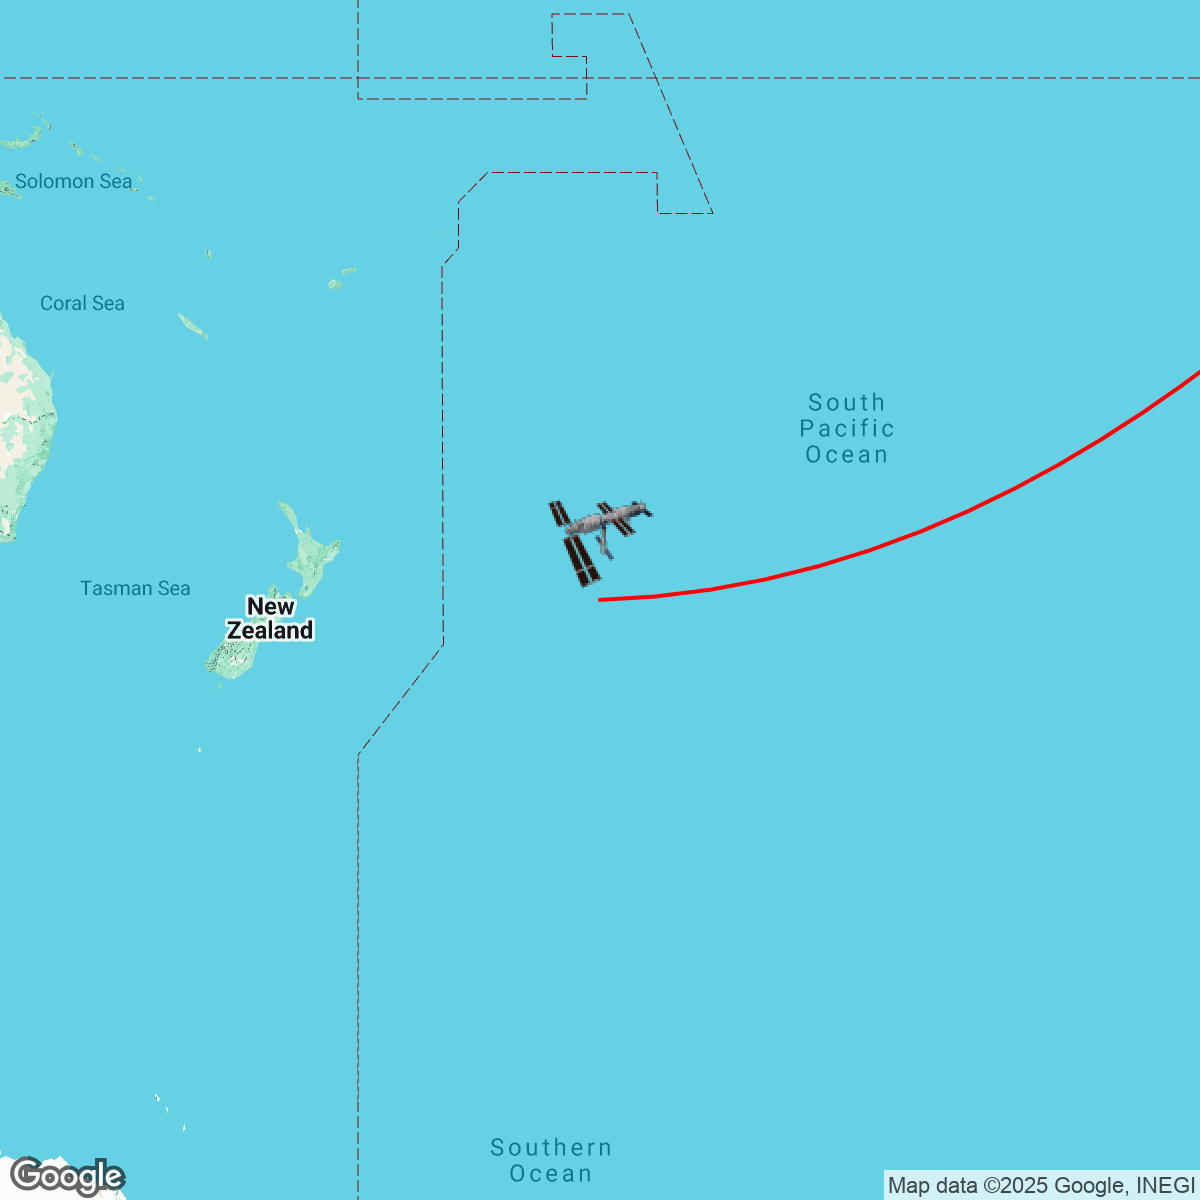 Solomon Sea
Coral Sea
South
Pacific
Ocean
Tasman Sea
New
Zealand
Southern
Ocean
Google
Map data ©2025 Google, INEGI